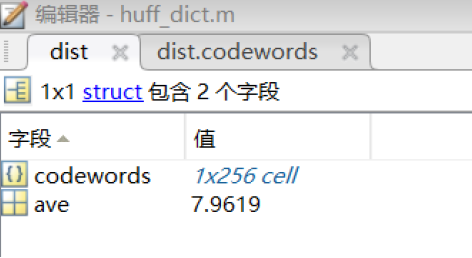 编辑器 - huff_dict.m
dist × dist.codewords ×
1x1 struct 包含 2 个字段
字段 值
{} codewords 1x256 cell
ave 7.9619